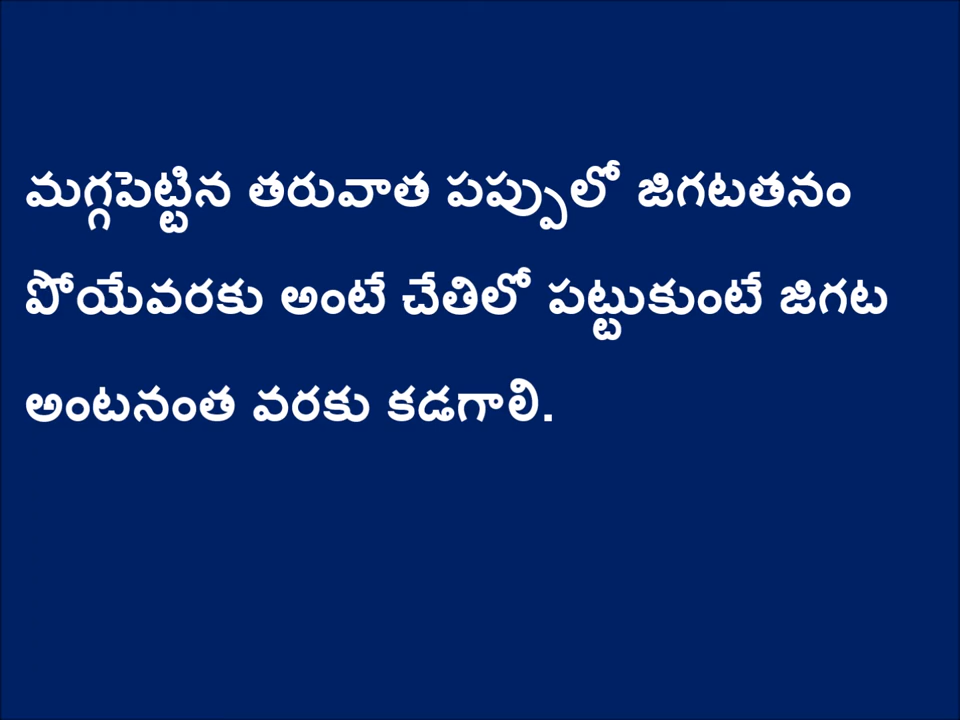 మగ్గపెట్టిన తరువాత పప్పులో జిగటతనం
పోయేవరకు అంటే చేతిలో పట్టుకుంటే జిగట
అంటనంత వరకు కడగాలి.